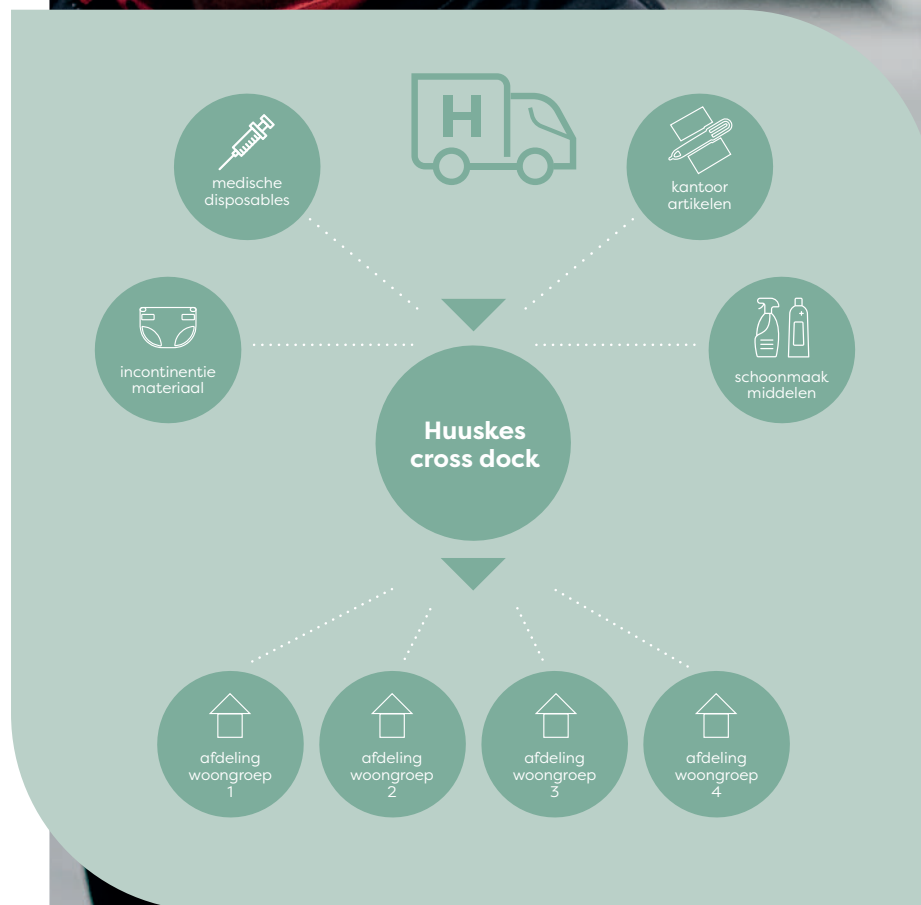 H
medische
disposables
kantoor
artikelen
incontinentie
materiaal
schoonmaak
middelen
Huuskes
cross dock
afdeling
woongroep
1
afdeling
woongroep
2
afdeling
woongroep
3
afdeling
woongroep
4